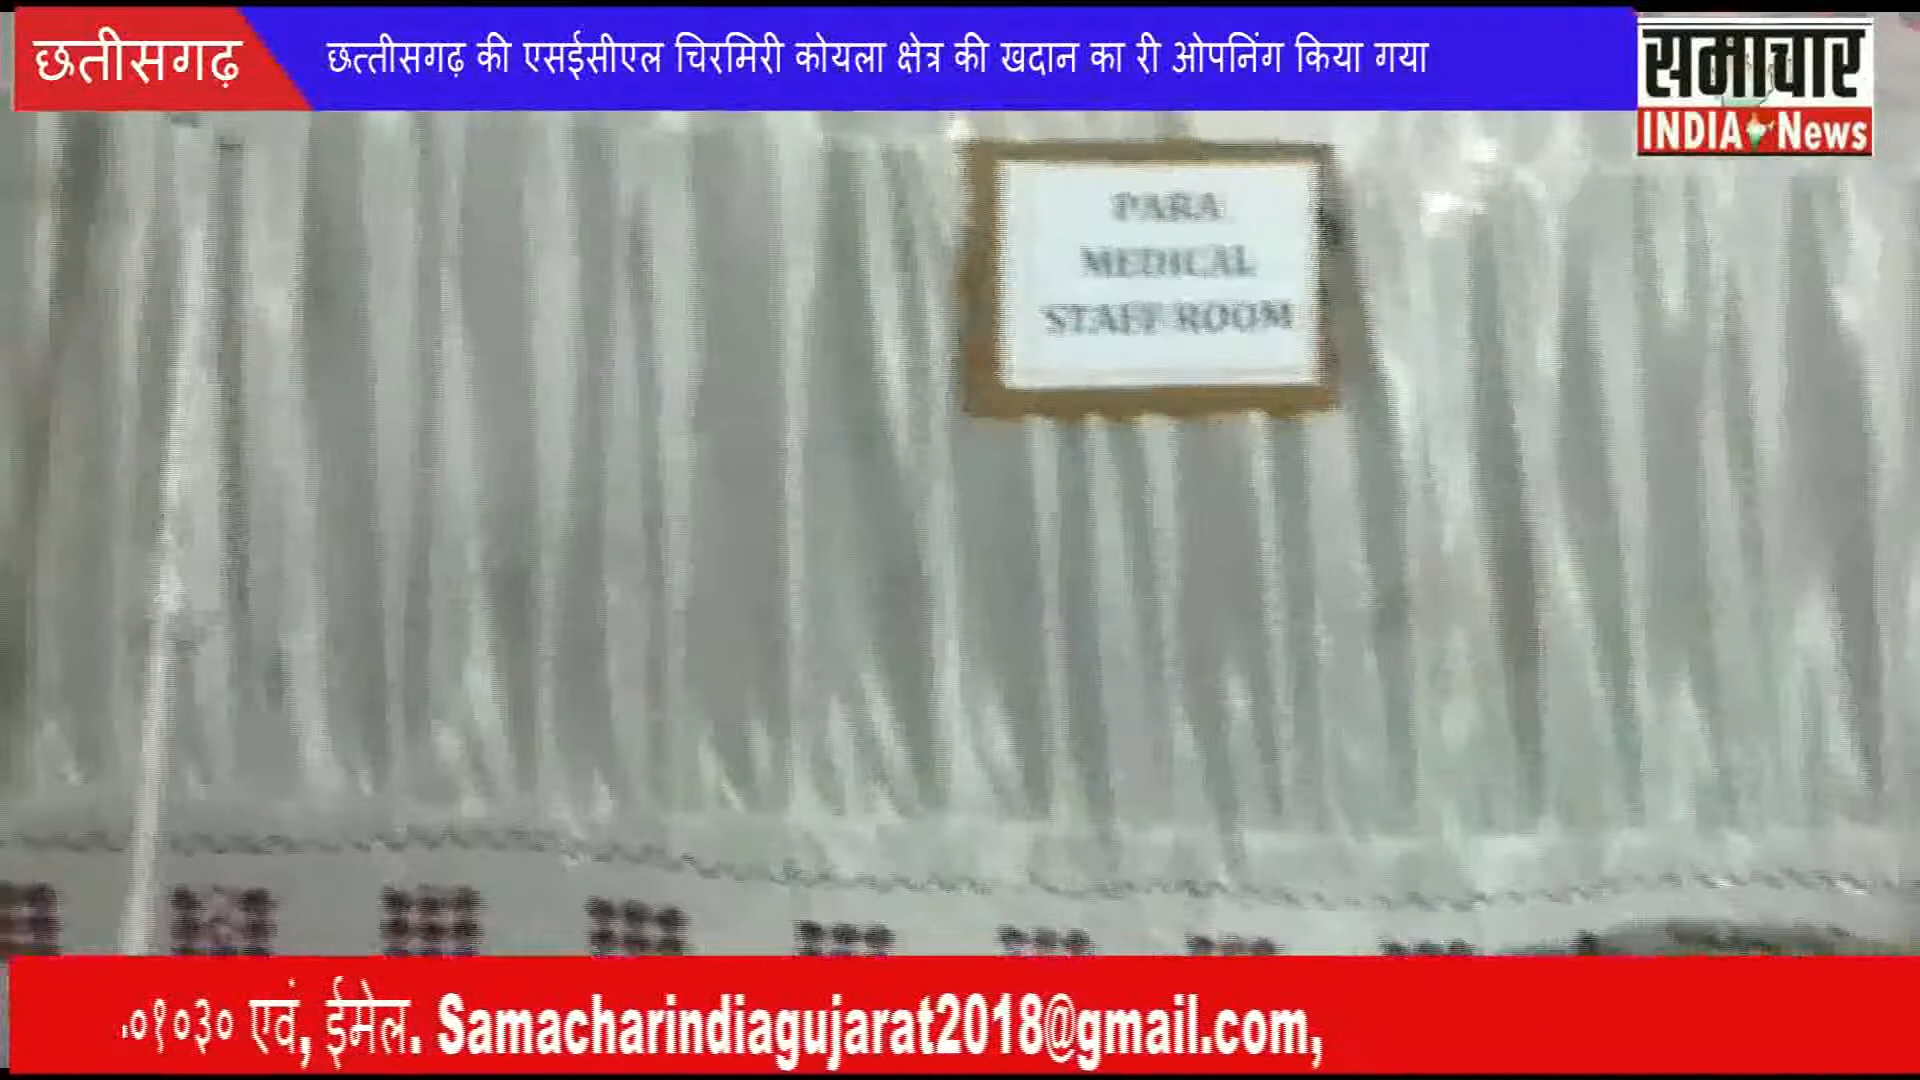 छत्तीसगढ़
छत्तीसगढ़ की एसईसीएल चिरमिरी कोयला क्षेत्र की खदान का री ओपनिंग किया गया
समाचार
INDIA News
PARA
MEDICAL
STAFF ROOM
०१०३० एवं, ईमेल. Samacharindiagujarat2018@gmail.com,